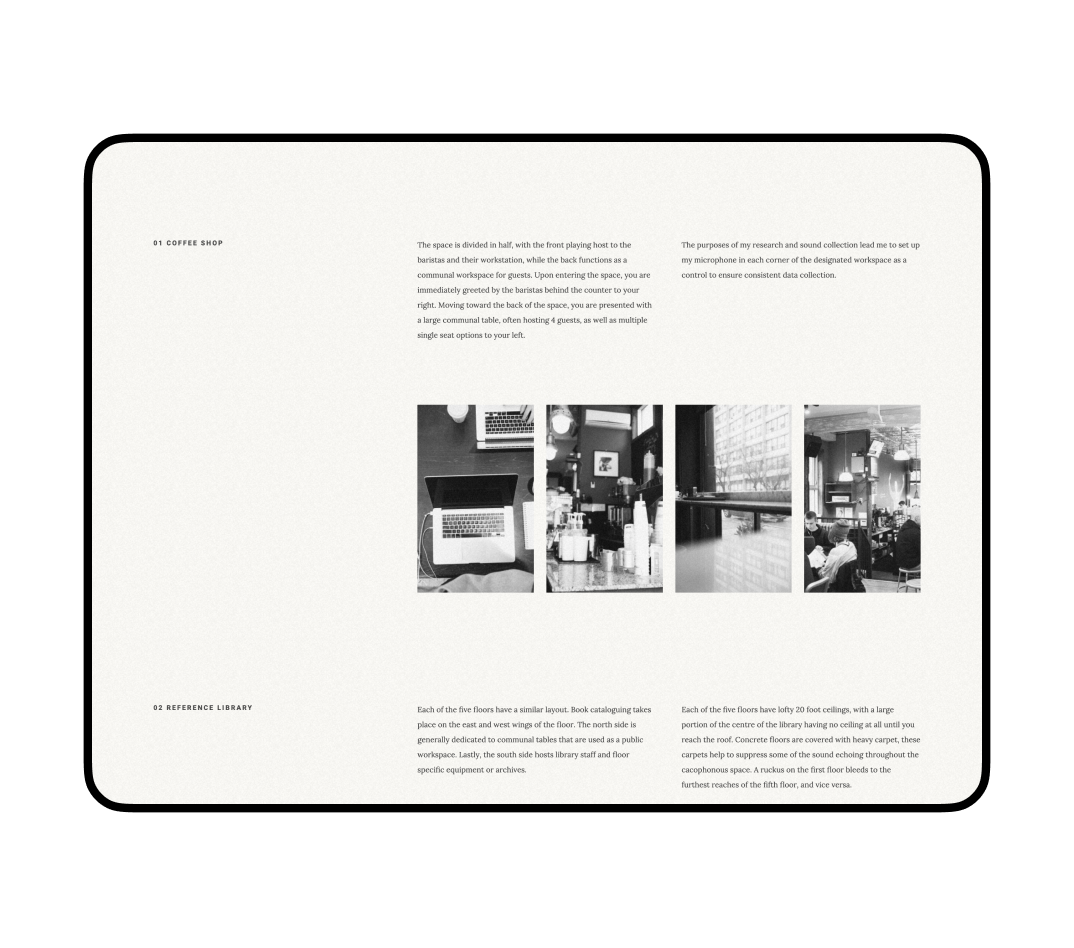 01 COFFEE SHOP
The space is divided in half, with the front playing host to the
baristas and their workstation, while the back functions as a
communal workspace for guests. Upon entering the space, you are
immediately greeted by the baristas behind the counter to your
right. Moving toward the back of the space, you are presented with
a large communal table, often hosting 4 guests, as well as multiple
single seat options to your left.
The purposes of my research and sound collection lead me to set up
my microphone in each corner of the designated workspace as a
control to ensure consistent data collection.
02 REFERENCE LIBRARY
Each of the five floors have a similar layout. Book cataloguing takes
place on the east and west wings of the floor. The north side is
generally dedicated to communal tables that are used as a public
workspace. Lastly, the south side hosts library staff and floor
specific equipment or archives.
Each of the five floors have lofty 20 foot ceilings, with a large
portion of the centre of the library having no ceiling at all until you
reach the roof. Concrete floors are covered with heavy carpet, these
carpets help to suppress some of the sound echoing throughout the
cacophonous space. A ruckus on the first floor bleeds to the
furthest reaches of the fifth floor, and vice versa.